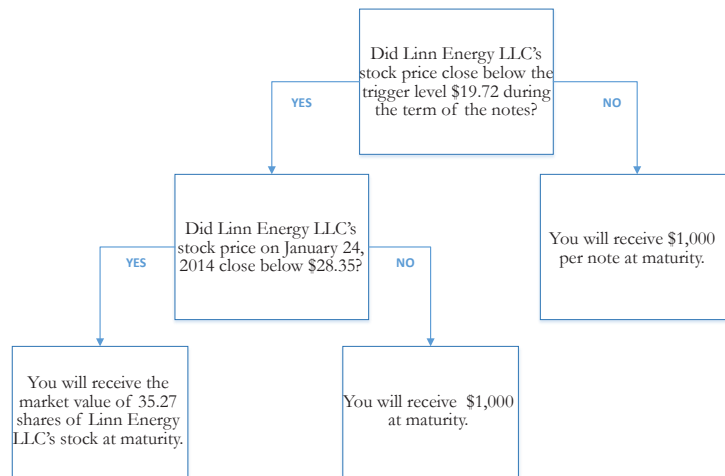 Did Linn Energy LLC's
stock price close below the
trigger level $19.72 during
the term of the notes?
YES
NO
Did Linn Energy LLC's
stock price on January 24,
2014 close below $28.35?
You will receive $1,000
per note at maturity.
YES
NO
You will receive the
market value of 35.27
shares of Linn Energy
LLC's stock at maturity.
You will receive $1,000
at maturity.